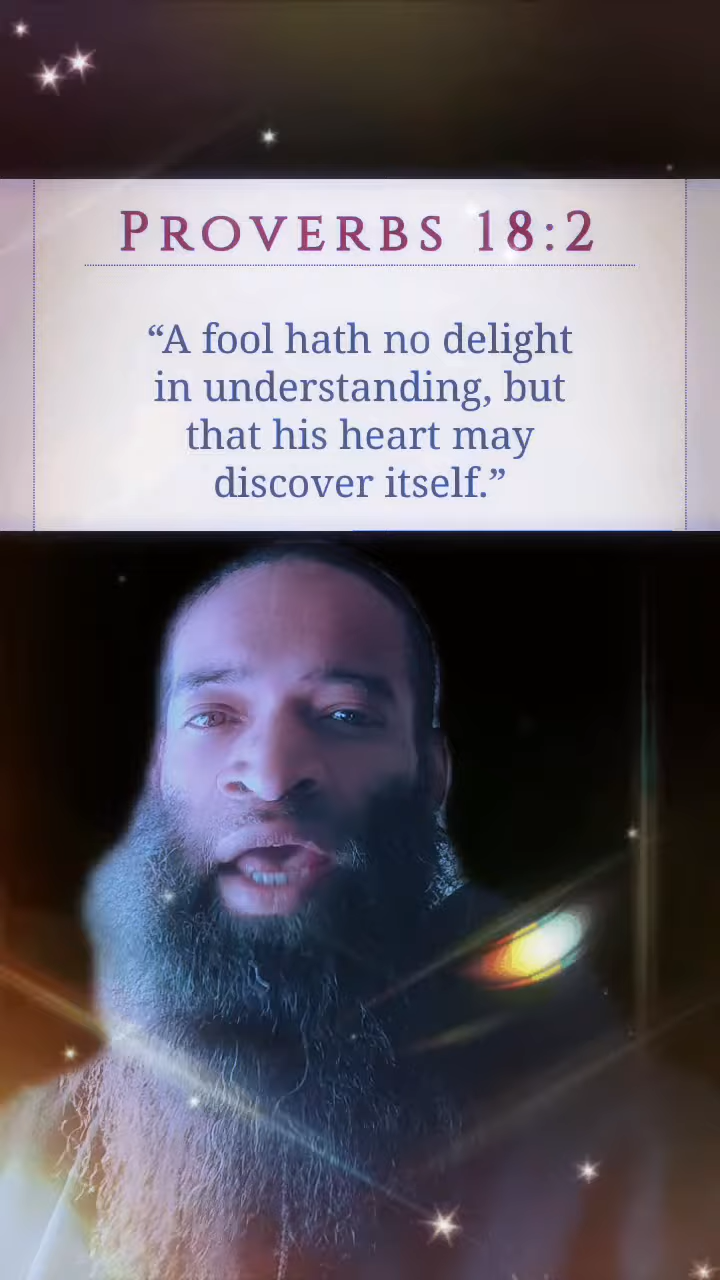 PROVERBS 18:2
“A fool hath no delight
in understanding, but
that his heart may
discover itself.”